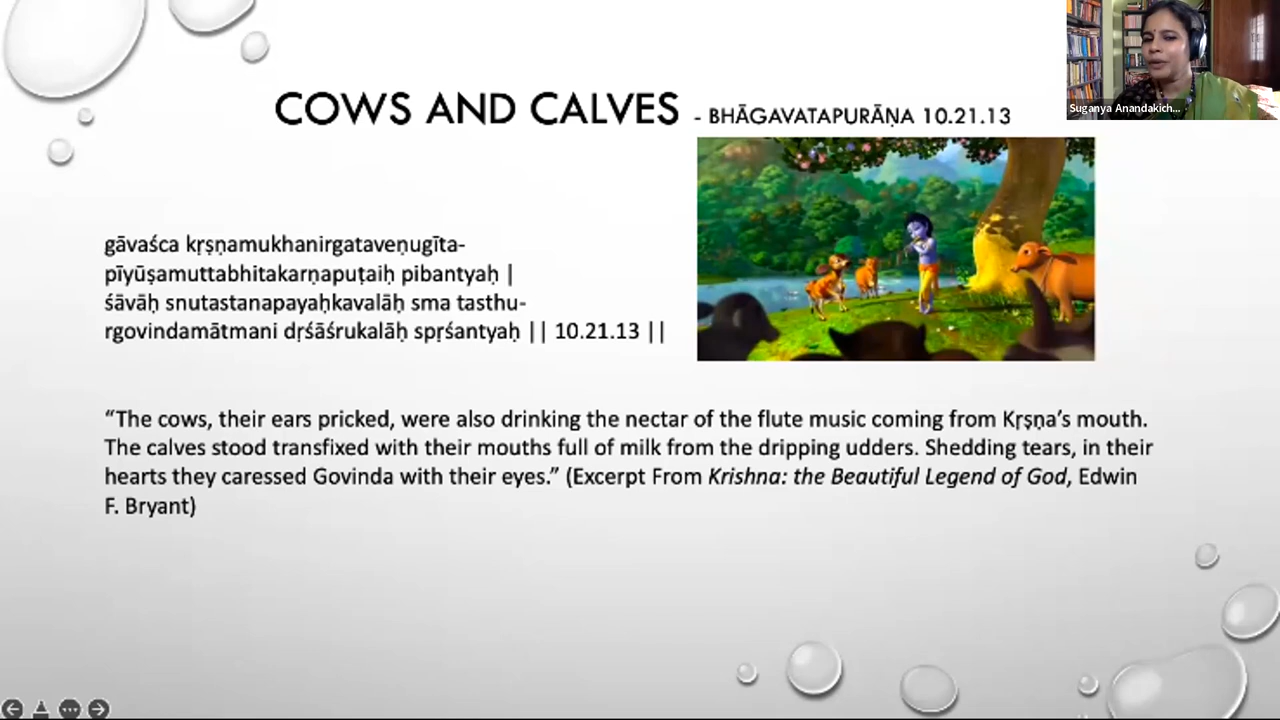 COWS AND CALVES - BHĀGAVATAPURĀṆA 10.21.13
Suganya Anandakich...
gāvaśca kṛṣṇamukhanirgataveṇugīta-
pīyūṣamuttabhitakarṇapuṭaiḥ pibantyaḥ |
śāvāḥ snutastanapayaḥkavalāḥ sma tasthu-
rgovindamātmani dṛśāśrukalāḥ spṛśantyaḥ || 10.21.13 ||
“The cows, their ears pricked, were also drinking the nectar of the flute music coming from Kṛṣṇa’s mouth.
The calves stood transfixed with their mouths full of milk from the dripping udders. Shedding tears, in their
hearts they caressed Govinda with their eyes.” (Excerpt From Krishna: the Beautiful Legend of God, Edwin
F. Bryant)